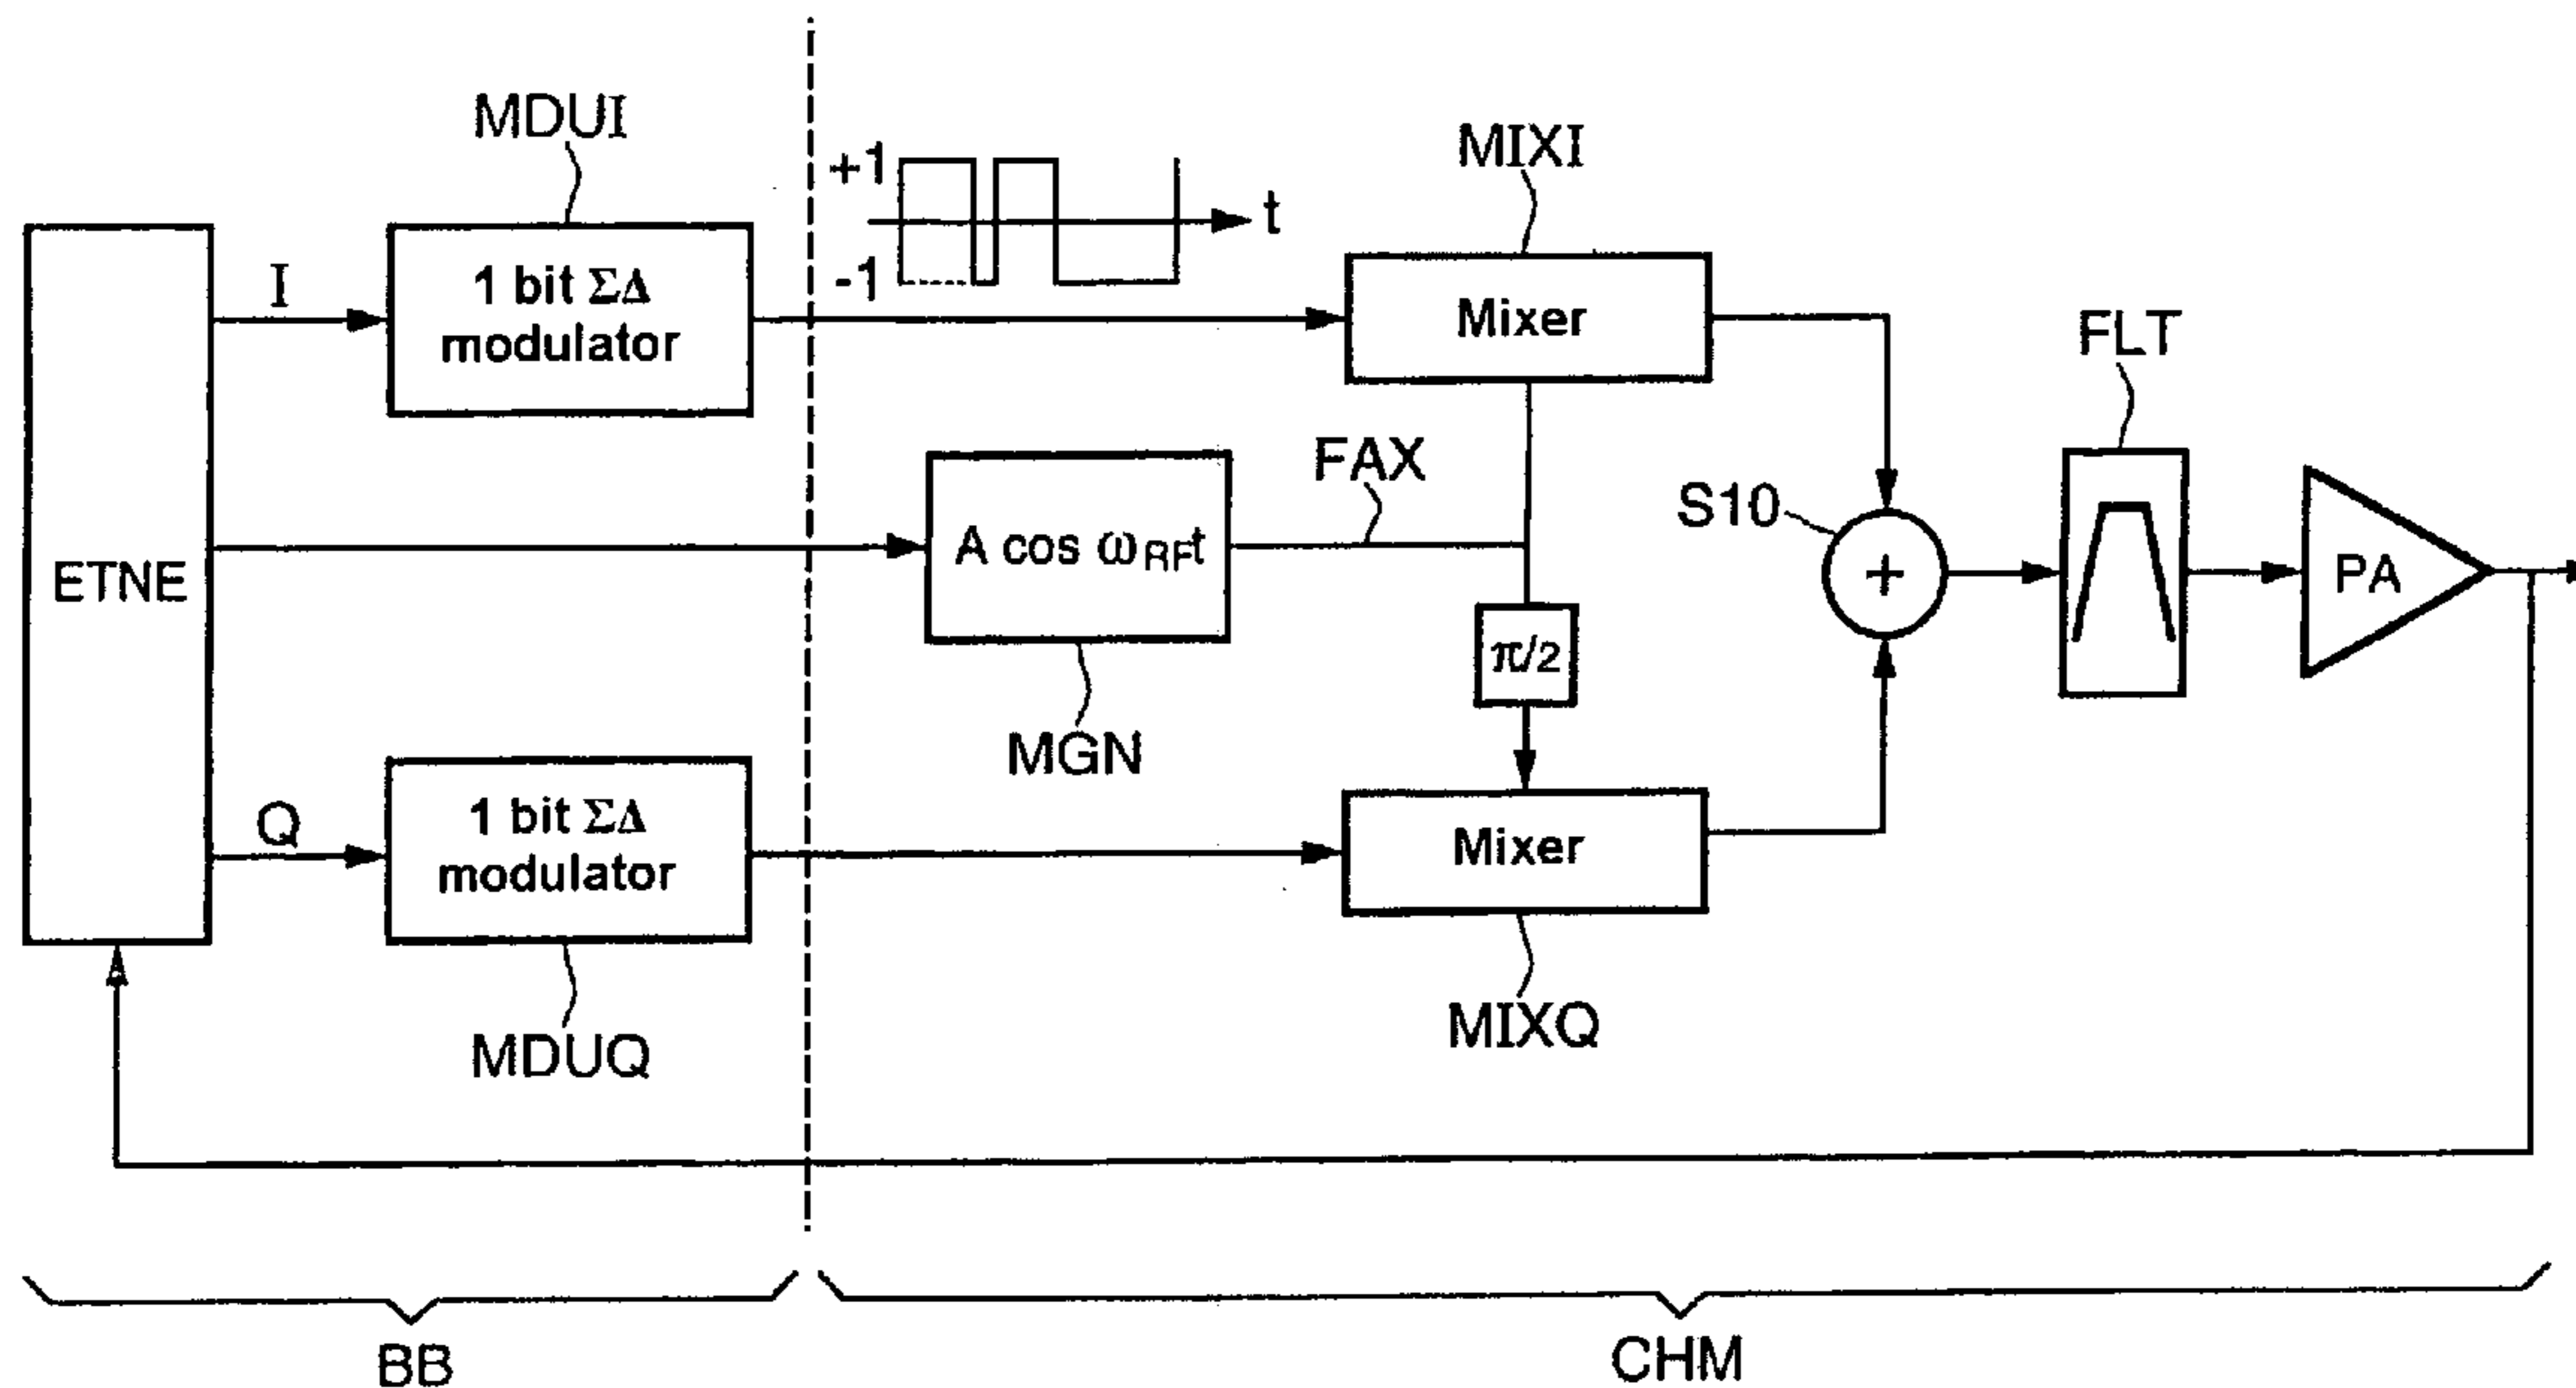 MDUI
+1
-1
t
MIXI
I
1 bit ΣΔ
modulator
Mixer
FLT
ETNE
A cos ωRFt
FAX
S10
+
PA
π/2
MGN
Q
1 bit ΣΔ
modulator
Mixer
MDUQ
MIXQ
BB
CHM